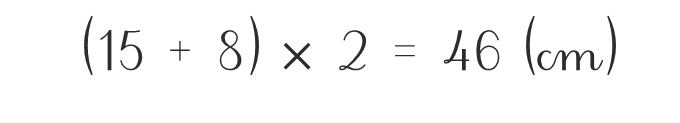 (15 + 8) × 2 = 46 (cm)